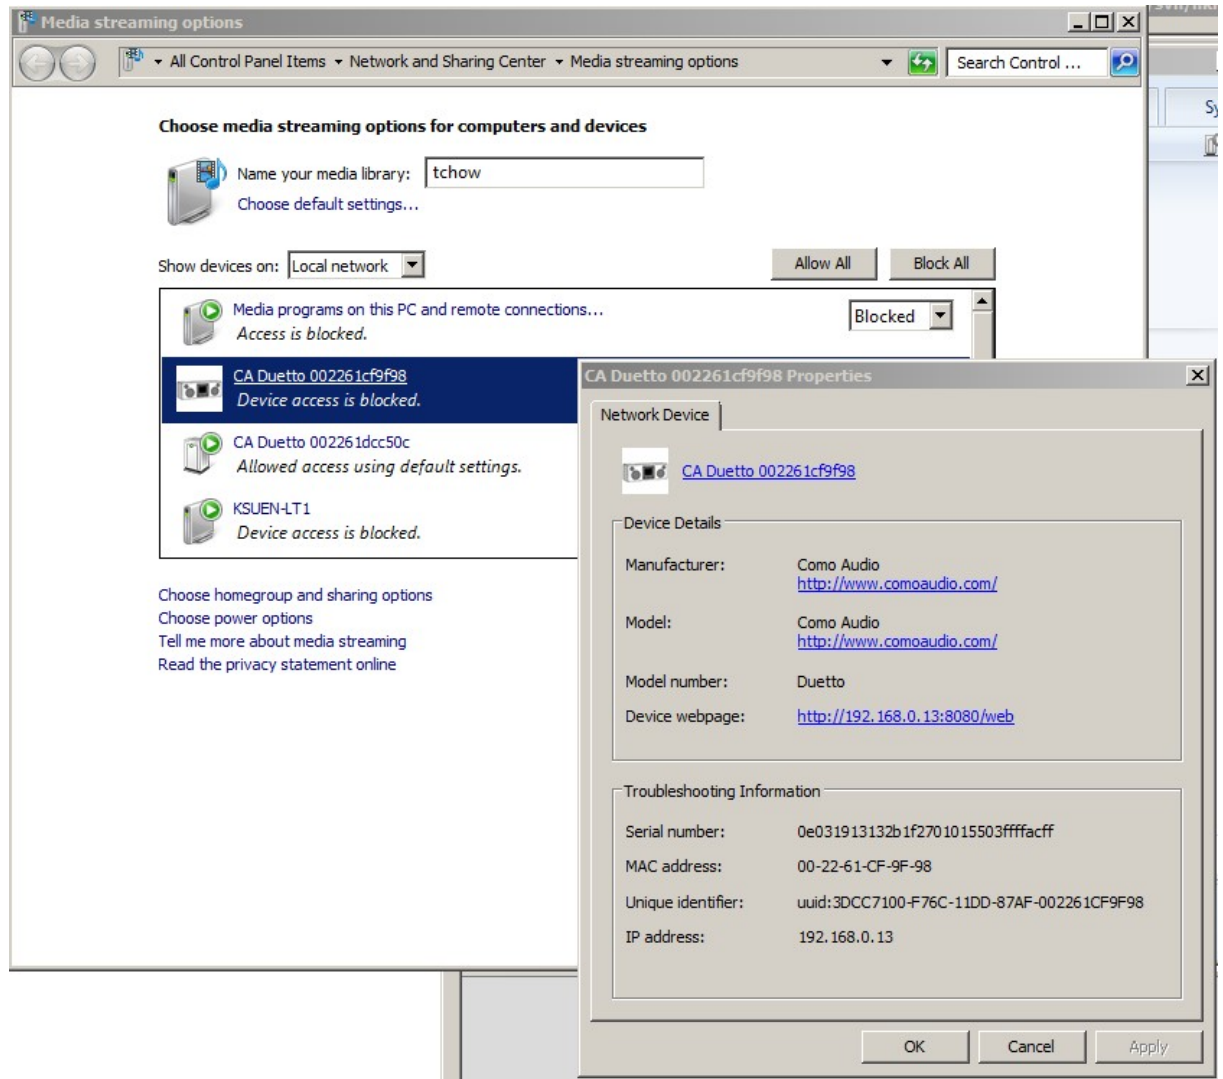 Media streaming options
All Control Panel Items Network and Sharing Center Media streaming options
Search Control ...
Choose media streaming options for computers and devices
Name your media library: tchow
Choose default settings...
Show devices on: Local network
Allow All
Block All
Media programs on this PC and remote connections...
Access is blocked.
Blocked
CA Duetto 002261cf9f98
Device access is blocked.
CA Duetto 002261dcc50c
Allowed access using default settings.
KSUEN-LT1
Device access is blocked.
Choose homegroup and sharing options
Choose power options
Tell me more about media streaming
Read the privacy statement online
CA Duetto 002261cf9f98 Properties
Network Device
CA Duetto 002261cf9f98
Device Details
Manufacturer: Como Audio
http://www.comoaudio.com/
Model: Como Audio
http://www.comoaudio.com/
Model number: Duetto
Device webpage: http://192.168.0.13:8080/web
Troubleshooting Information
Serial number: 0e031913132b1f2701015503ffffacff
MAC address: 00-22-61-CF-9F-98
Unique identifier: uuid:3DCC7100-F76C-11DD-87AF-002261CF9F98
IP address: 192.168.0.13
OK
Cancel
Apply